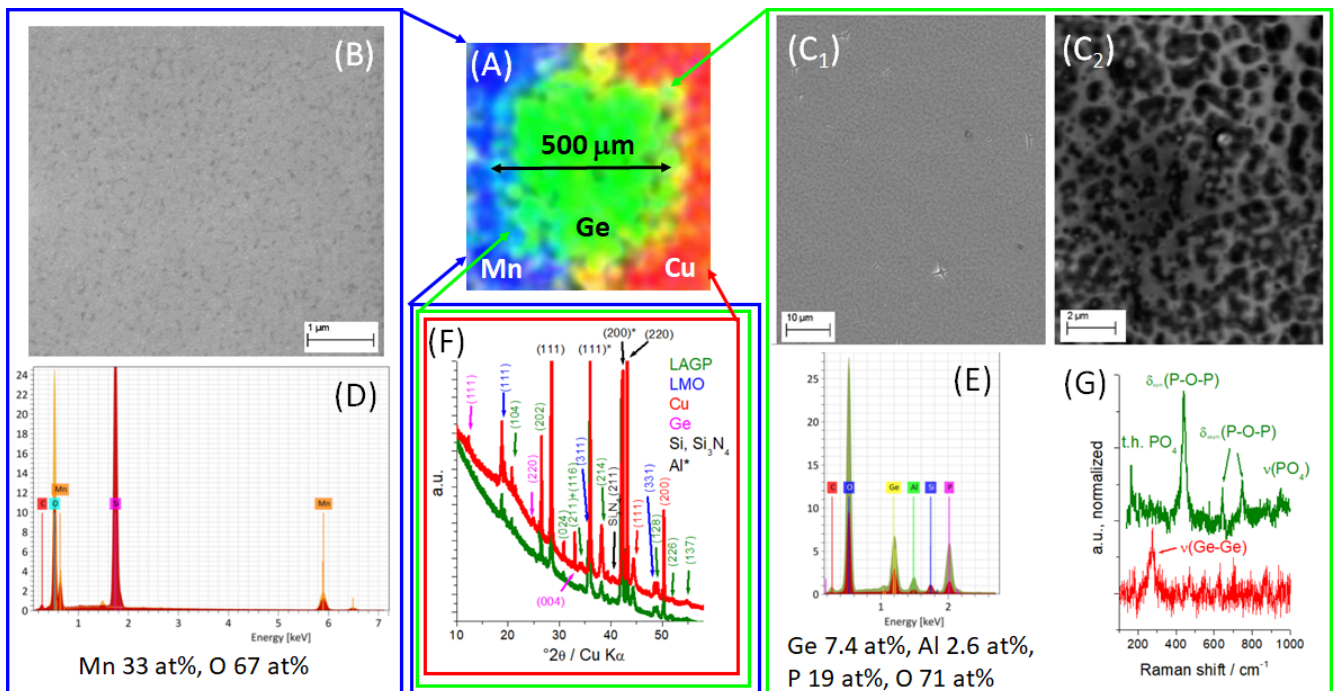 (B)
1 µm
(A)
500 µm
Ge
Mn
Cu
(C1)
10 µm
(C2)
2 µm
(D)
24
22
20
18
16
14
12
10
8
6
4
2
0
C
O
Mn
Si
Mn
1
2
3
4
5
6
7
Energy [keV]
Mn 33 at%, O 67 at%
(F)
a.u.
(111)
(111)
(104)
(220)
(202)
(111)
(004)
(024)
(211)+(116)
(311)
(111)*
(214)
Si3N4(211)
(200)*
(220)
(111)
(331)
(128)
(200)
(226)
(137)
LAGP
LMO
Cu
Ge
Si, Si3N4
Al*
10
20
30
40
50
°2θ / Cu Kα
(E)
25
20
15
10
5
0
C
O
Ge
Al
Si
P
1
2
Energy [keV]
Ge 7.4 at%, Al 2.6 at%,
P 19 at%, O 71 at%
(G)
a.u., normalized
δsym(P-O-P)
δasym(P-O-P)
t.h. PO4
ν(PO4)
ν(Ge-Ge)
200
400
600
800
1000
Raman shift / cm-1